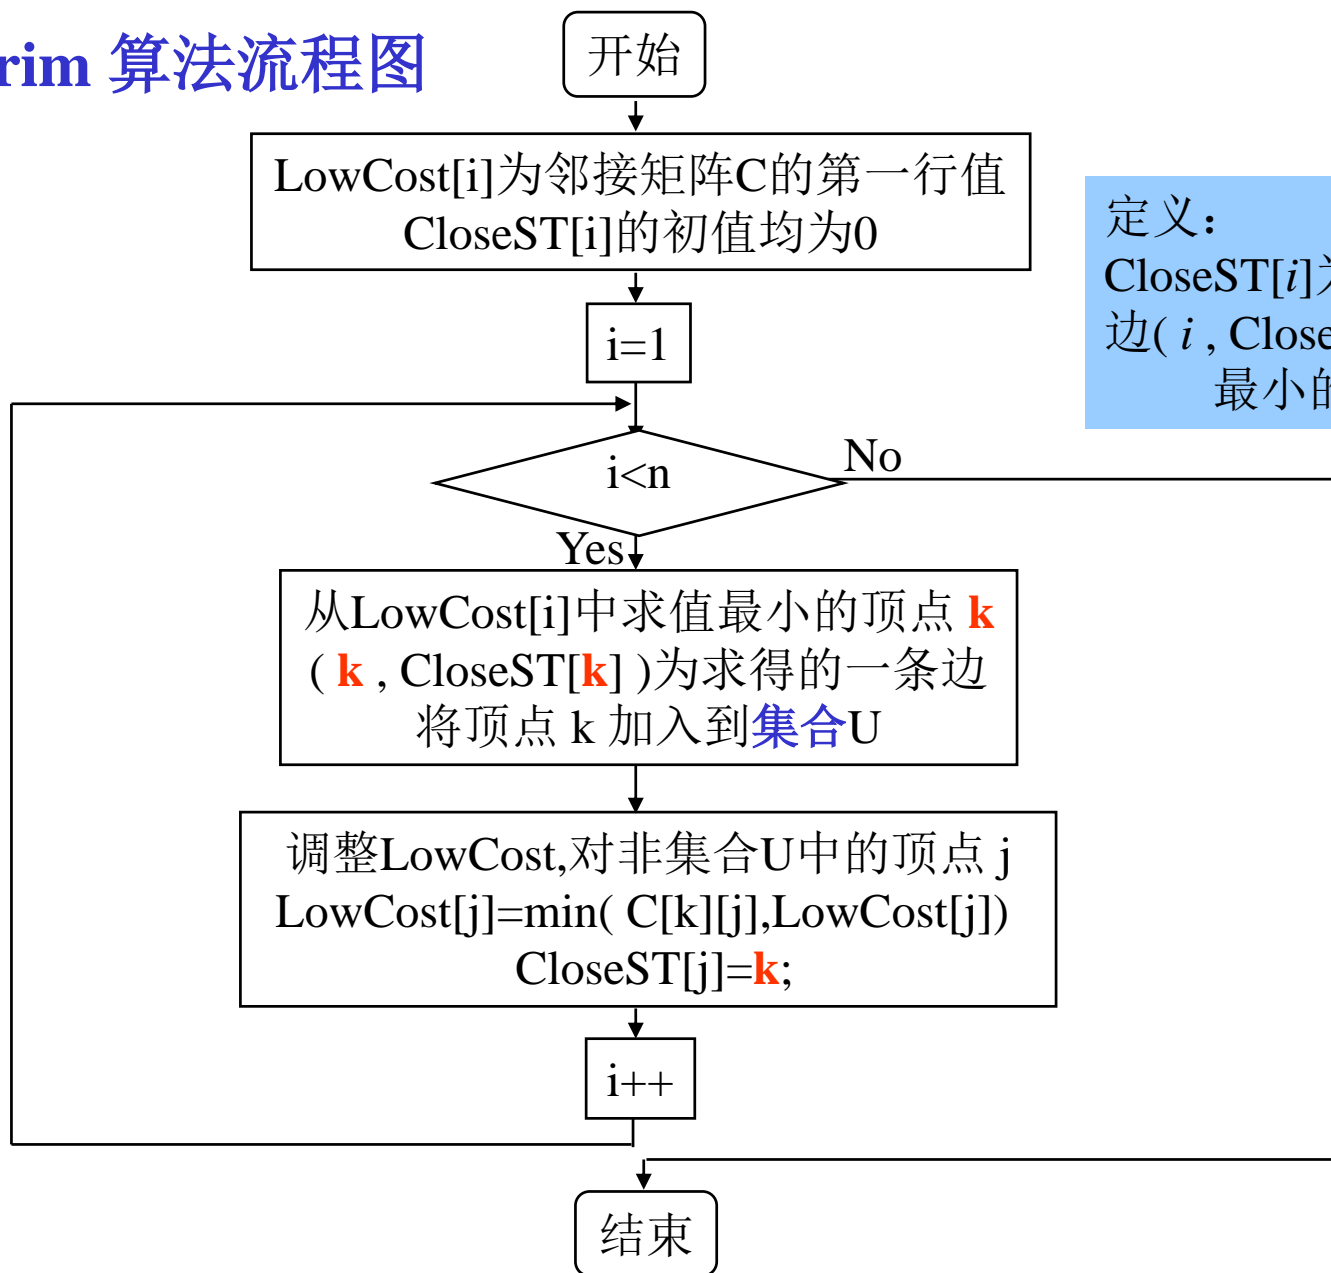 rim 算法流程图
开始
LowCost[i]为邻接矩阵C的第一行值
CloseST[i]的初值均为0
定义：
CloseST[i]
边( i , Close
最小的
i=1
i<n
No
Yes
从LowCost[i]中求值最小的顶点 k
( k , CloseST[k] )为求得的一条边
将顶点 k 加入到集合U
调整LowCost,对非集合U中的顶点 j
LowCost[j]=min( C[k][j],LowCost[j])
CloseST[j]=k;
i++
结束